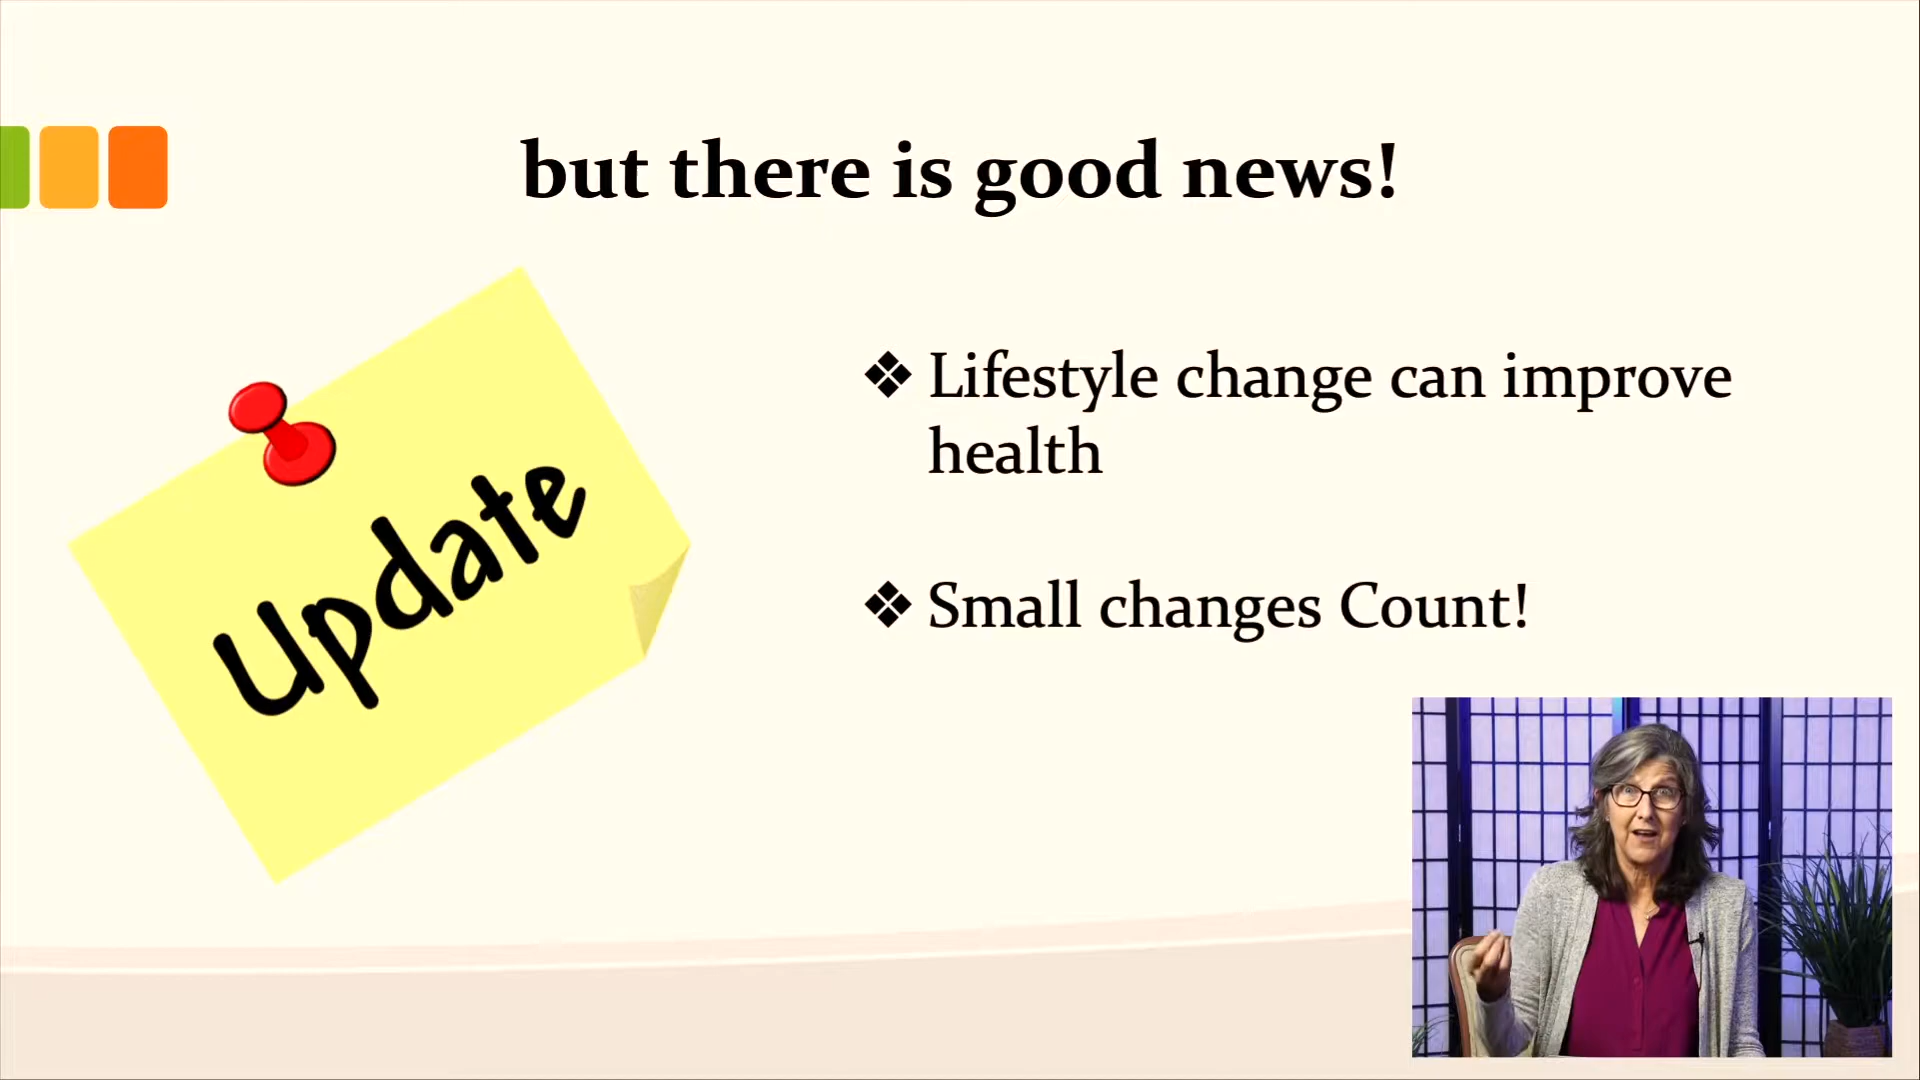 but there is good news!
Update
❖ Lifestyle change can improve
health
❖ Small changes Count!